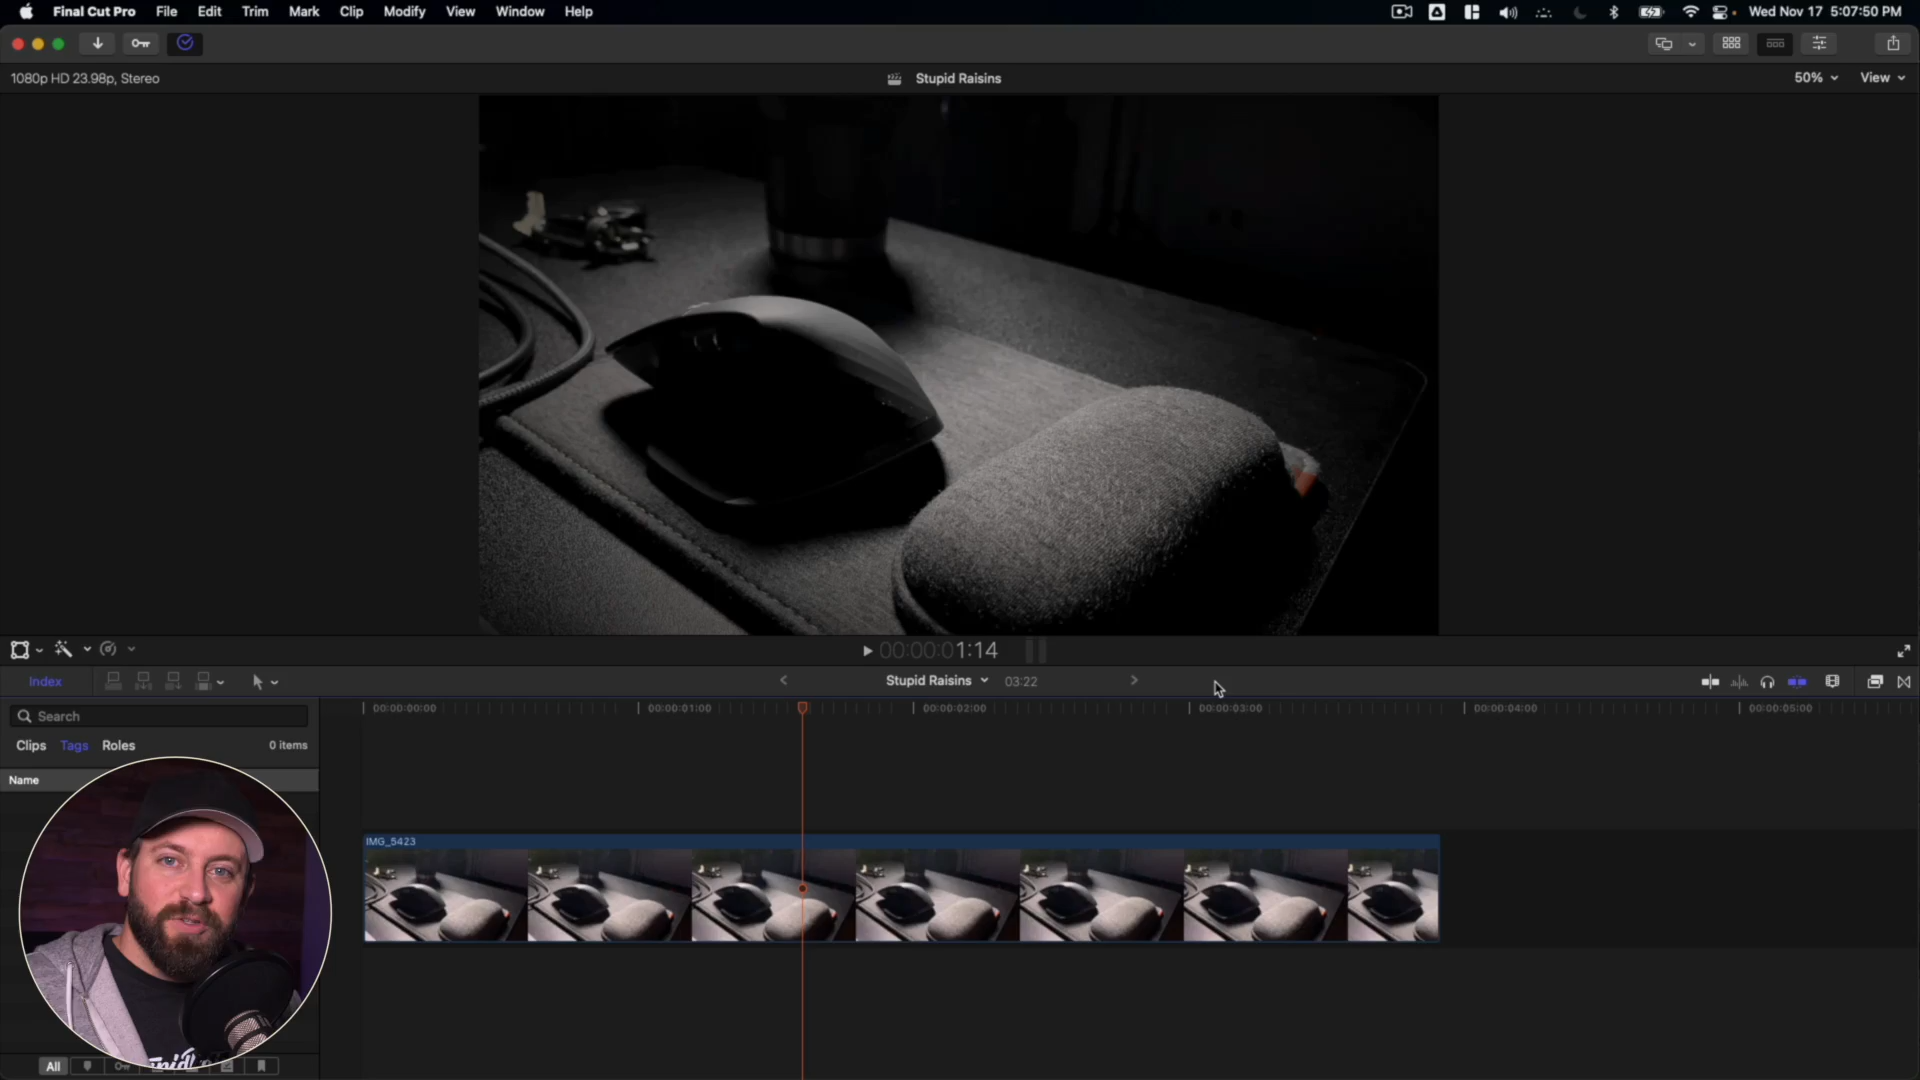 Final Cut Pro File Edit Trim Mark Clip Modify View Window Help Wed Nov 17 5:07:50 PM
1080p HD 23.98p, Stereo Stupid Raisins 50% View
00:00:01:14
Index Stupid Raisins 03:22
Search 00:00:00:00 00:00:01:00 00:00:02:00 00:00:03:00 00:00:04:00 00:00:05:00
Clips Tags Roles 0 items
Name
IMG_5423
All